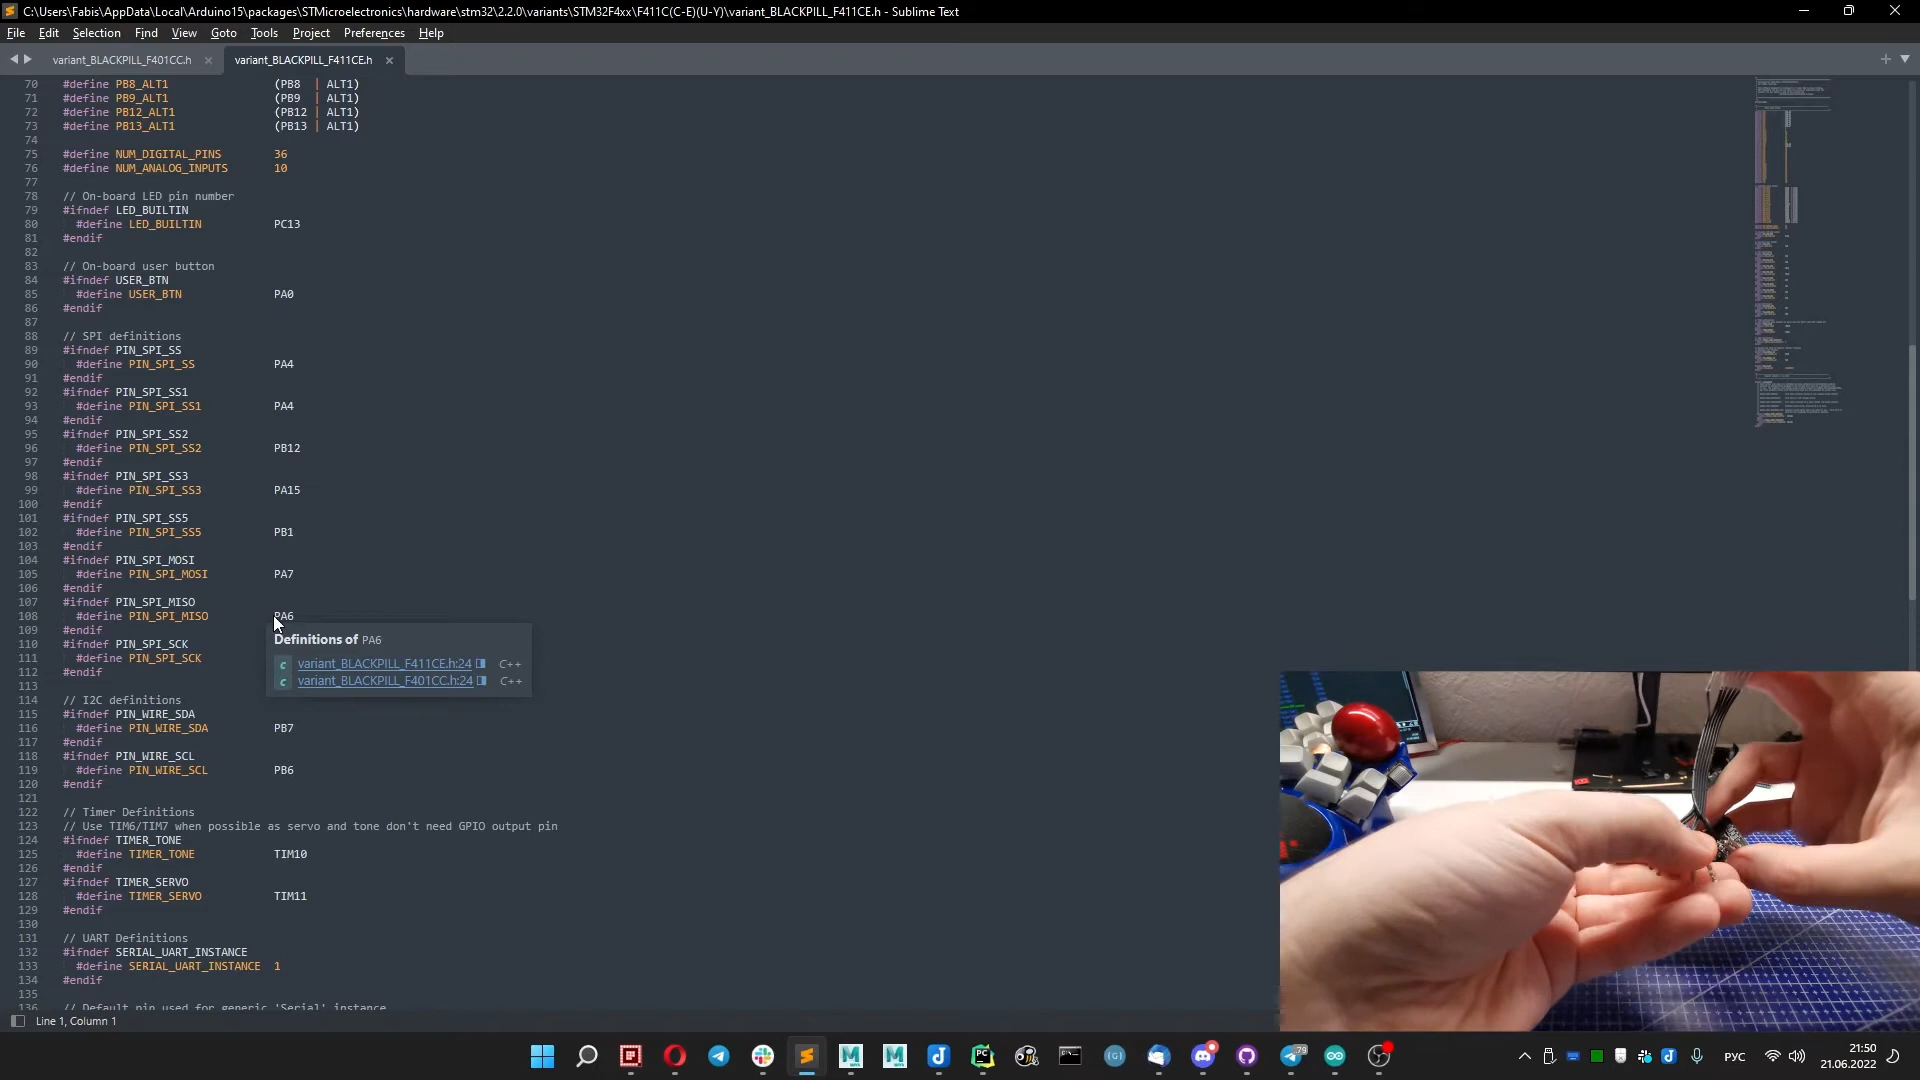 C:\Users\Fabis\AppData\Local\Arduino15\packages\STMicroelectronics\hardware\stm32\2.2.0\variants\STM32F4xx\F411C(C-E)(U-Y)\variant_BLACKPILL_F411CE.h - Sublime Text
File Edit Selection Find View Goto Tools Project Preferences Help
variant_BLACKPILL_F401CC.h × variant_BLACKPILL_F411CE.h ×
70 #define PB8_ALT1 (PB8 | ALT1)
71 #define PB9_ALT1 (PB9 | ALT1)
72 #define PB12_ALT1 (PB12 | ALT1)
73 #define PB13_ALT1 (PB13 | ALT1)
74
75 #define NUM_DIGITAL_PINS 36
76 #define NUM_ANALOG_INPUTS 10
77
78 // On-board LED pin number
79 #ifndef LED_BUILTIN
80 #define LED_BUILTIN PC13
81 #endif
82
83 // On-board user button
84 #ifndef USER_BTN
85 #define USER_BTN PA0
86 #endif
87
88 // SPI definitions
89 #ifndef PIN_SPI_SS
90 #define PIN_SPI_SS PA4
91 #endif
92 #ifndef PIN_SPI_SS1
93 #define PIN_SPI_SS1 PA4
94 #endif
95 #ifndef PIN_SPI_SS2
96 #define PIN_SPI_SS2 PB12
97 #endif
98 #ifndef PIN_SPI_SS3
99 #define PIN_SPI_SS3 PA15
100 #endif
101 #ifndef PIN_SPI_SS5
102 #define PIN_SPI_SS5 PB1
103 #endif
104 #ifndef PIN_SPI_MOSI
105 #define PIN_SPI_MOSI PA7
106 #endif
107 #ifndef PIN_SPI_MISO
108 #define PIN_SPI_MISO PA6
109 #endif
110 #ifndef PIN_SPI_SCK
111 #define PIN_SPI_SCK
112 #endif
113
Definitions of PA6
c variant_BLACKPILL_F411CE.h:24 C++
c variant_BLACKPILL_F401CC.h:24 C++
114 // I2C definitions
115 #ifndef PIN_WIRE_SDA
116 #define PIN_WIRE_SDA PB7
117 #endif
118 #ifndef PIN_WIRE_SCL
119 #define PIN_WIRE_SCL PB6
120 #endif
121
122 // Timer Definitions
123 // Use TIM6/TIM7 when possible as servo and tone don't need GPIO output pin
124 #ifndef TIMER_TONE
125 #define TIMER_TONE TIM10
126 #endif
127 #ifndef TIMER_SERVO
128 #define TIMER_SERVO TIM11
129 #endif
130
131 // UART Definitions
132 #ifndef SERIAL_UART_INSTANCE
133 #define SERIAL_UART_INSTANCE 1
134 #endif
135
136 // Default pin used for generic 'Serial' instance
Line 1, Column 1
РУС
21:50
21.06.2022